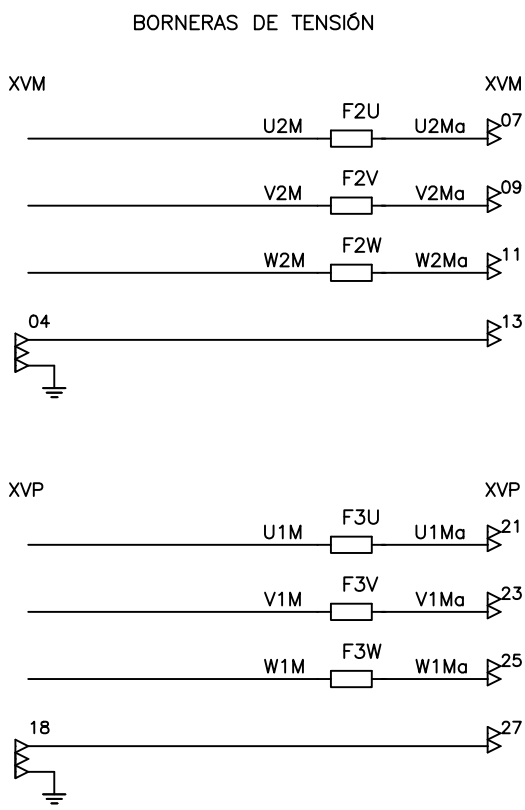 BORNERAS DE TENSIÓN
XVM XVM
F2U
U2M U2Ma 07
F2V
V2M V2Ma 09
F2W
W2M W2Ma 11
04 13
XVP XVP
F3U
U1M U1Ma 21
F3V
V1M V1Ma 23
F3W
W1M W1Ma 25
18 27